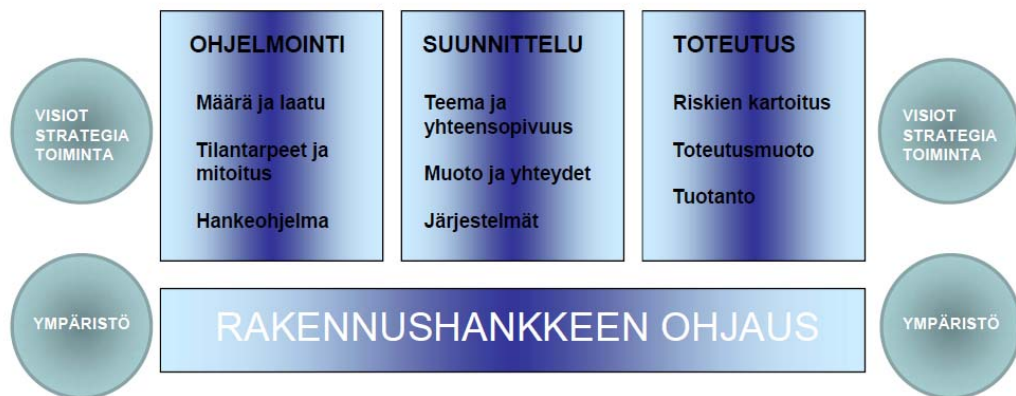 VISIOT
STRATEGIA
TOIMINTA
YMPÄRISTÖ
OHJELMOINTI
Määrä ja laatu
Tilantarpeet ja
mitoitus
Hankeohjelma
SUUNNITTELU
Teema ja
yhteensopivuus
Muoto ja yhteydet
Järjestelmät
TOTEUTUS
Riskien kartoitus
Toteutusmuoto
Tuotanto
VISIOT
STRATEGIA
TOIMINTA
YMPÄRISTÖ
RAKENNUSHANKKEEN OHJAUS